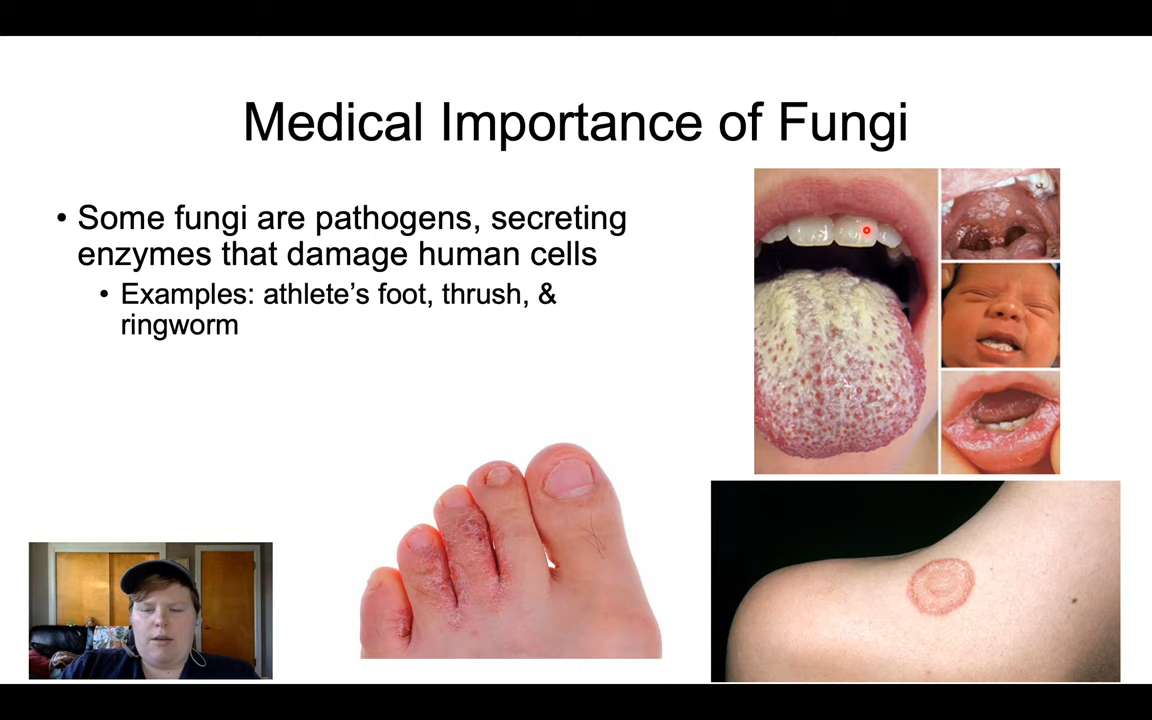 Medical Importance of Fungi
• Some fungi are pathogens, secreting
enzymes that damage human cells
• Examples: athlete’s foot, thrush, &
ringworm